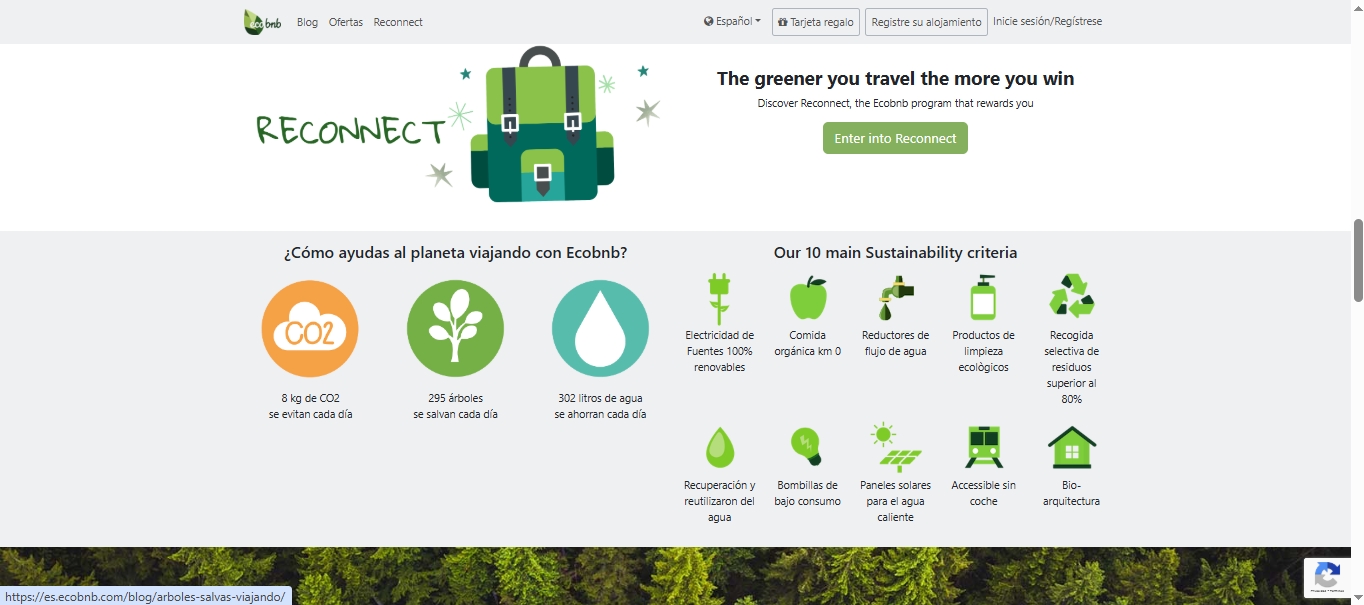 eco bnb
Blog
Ofertas
Reconnect
Español
Tarjeta regalo
Registre su alojamiento
Inicie sesión/Regístrese
RECONNECT
The greener you travel the more you win
Discover Reconnect, the Ecobnb program that rewards you
Enter into Reconnect
¿Cómo ayudas al planeta viajando con Ecobnb?
CO2
8 kg de CO2
se evitan cada día
295 árboles
se salvan cada día
302 litros de agua
se ahorran cada día
Our 10 main Sustainability criteria
Electricidad de
Fuentes 100%
renovables
Comida
orgánica km 0
Reductores de
flujo de agua
Productos de
limpieza
ecològicos
Recogida
selectiva de
residuos
superior al
80%
Recuperación y
reutilizaron del
agua
Bombillas de
bajo consumo
Paneles solares
para el agua
caliente
Accessible sin
coche
Bio-
arquitectura
https://es.ecobnb.com/blog/arboles-salvas-viajando/